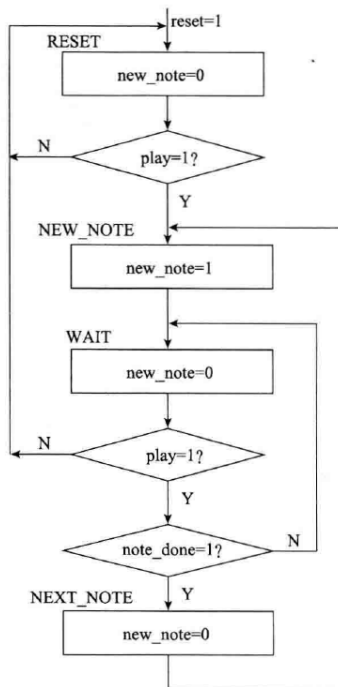 reset=1
RESET
new_note=0
N
play=1?
Y
NEW_NOTE
new_note=1
WAIT
new_note=0
N
play=1?
Y
note_done=1?
N
Y
NEXT_NOTE
new_note=0